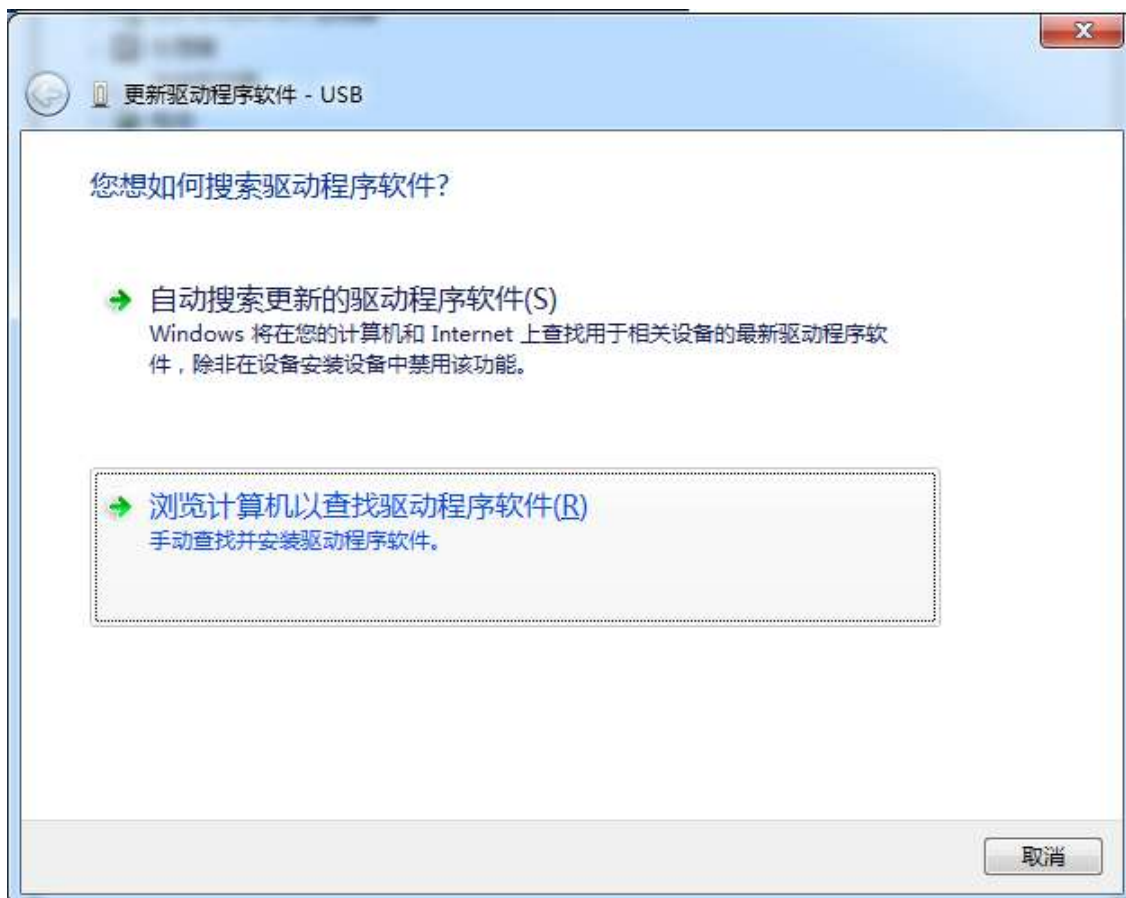 更新驱动程序软件 - USB
您想如何搜索驱动程序软件?
自动搜索更新的驱动程序软件(S)
Windows 将在您的计算机和 Internet 上查找用于相关设备的最新驱动程序软
件，除非在设备安装设备中禁用该功能。
浏览计算机以查找驱动程序软件(R)
手动查找并安装驱动程序软件。
取消